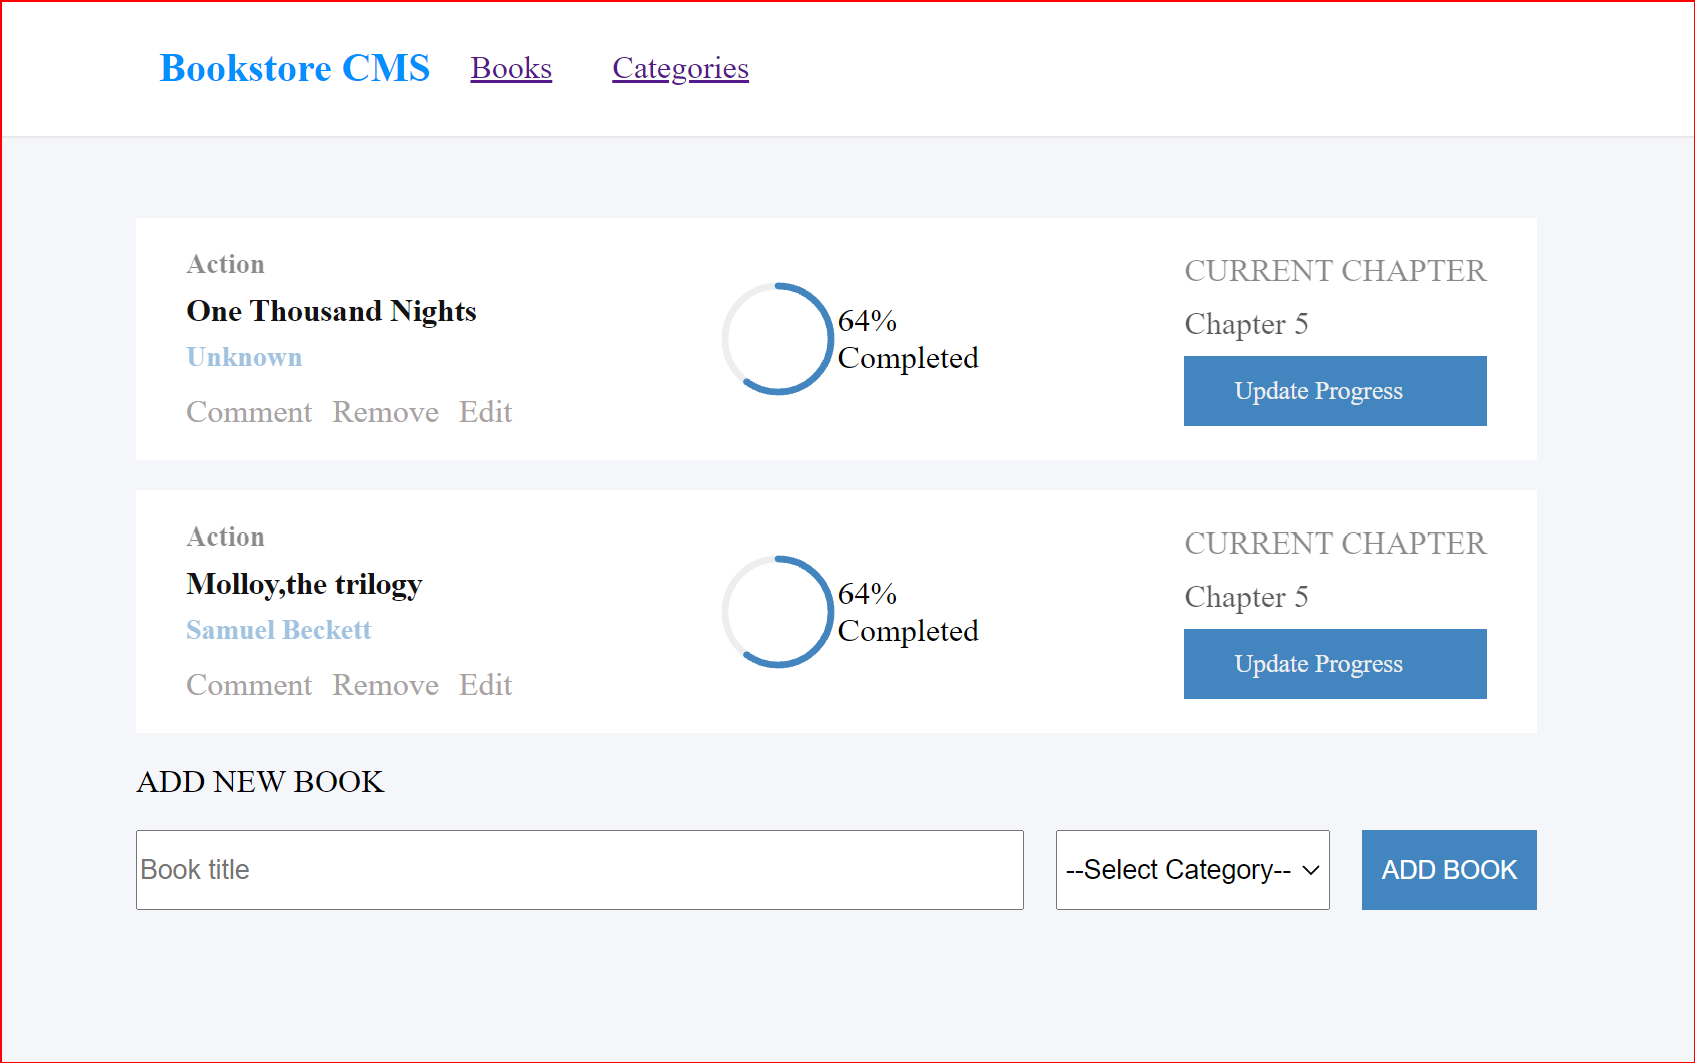 Bookstore CMS Books Categories
Action
One Thousand Nights
Unknown
Comment Remove Edit
64%
Completed
CURRENT CHAPTER
Chapter 5
Update Progress
Action
Molloy,the trilogy
Samuel Beckett
Comment Remove Edit
64%
Completed
CURRENT CHAPTER
Chapter 5
Update Progress
ADD NEW BOOK
Book title --Select Category-- ADD BOOK